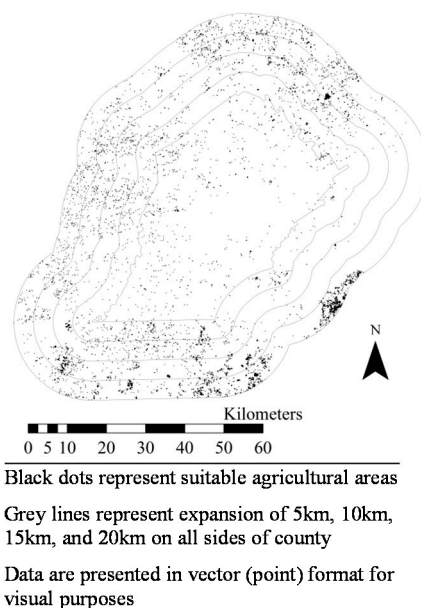 N
Kilometers
0 5 10 20 30 40 50 60
Black dots represent suitable agricultural areas
Grey lines represent expansion of 5km, 10km,
15km, and 20km on all sides of county
Data are presented in vector (point) format for
visual purposes